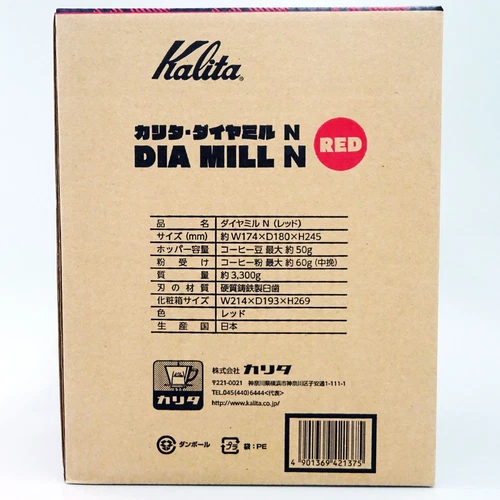 Kalita®
カリタ・ダイヤミル N
DIA MILL N
RED
品名 ダイヤミル N (レッド)
サイズ (mm) 約 W174×D180×H245
ホッパー容量 コーヒー豆 最大 約 50g
粉受け コーヒー粉 最大 約 60g (中挽)
質量 約 3,300g
刃の材質 硬質鋳鉄製臼歯
化粧箱サイズ W214×D193×H269
色 レッド
生産国 日本
株式会社 カリタ
〒221-0021 神奈川県横浜市神奈川区子安通1-111-1
TEL.045(440)6444<代表>
http://www.kalita.co.jp/
カリタ
ダンボール
プラ
袋:PE
4 901369 421375